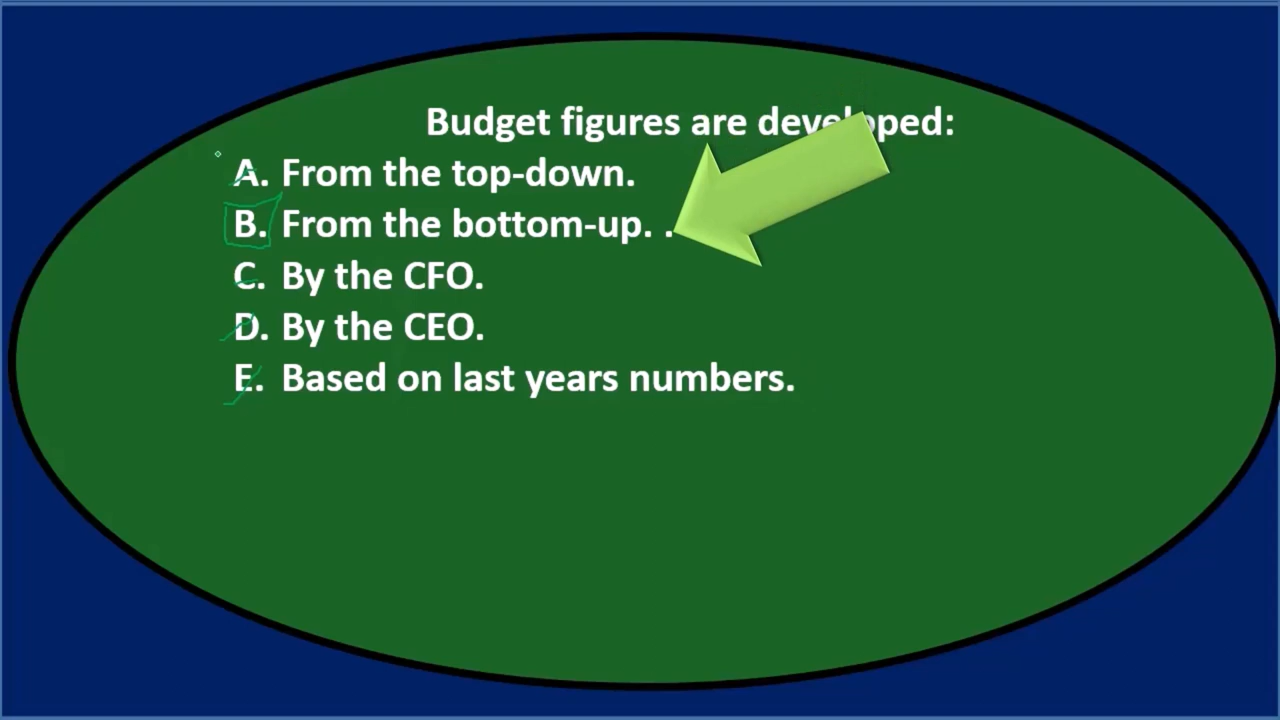 Budget figures are developed:
A. From the top-down.
B. From the bottom-up. .
C. By the CFO.
D. By the CEO.
E. Based on last years numbers.